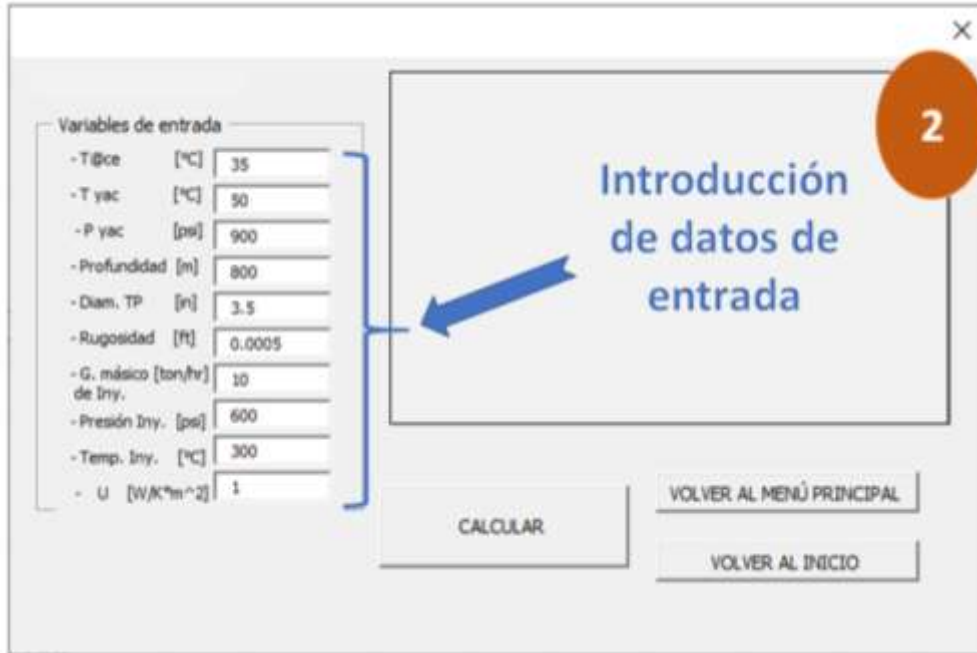 Variables de entrada
- T@ce [°C] 35
- T yac [°C] 50
- P yac [psi] 900
- Profundidad [m] 800
- Diam. TP [in] 3.5
- Rugosidad [ft] 0.0005
- G. másico [ton/hr] 10
de Iny.
- Presión Iny. [psi] 600
- Temp. Iny. [°C] 300
- U [W/K*m^2] 1
2
Introducción
de datos de
entrada
CALCULAR
VOLVER AL MENÚ PRINCIPAL
VOLVER AL INICIO